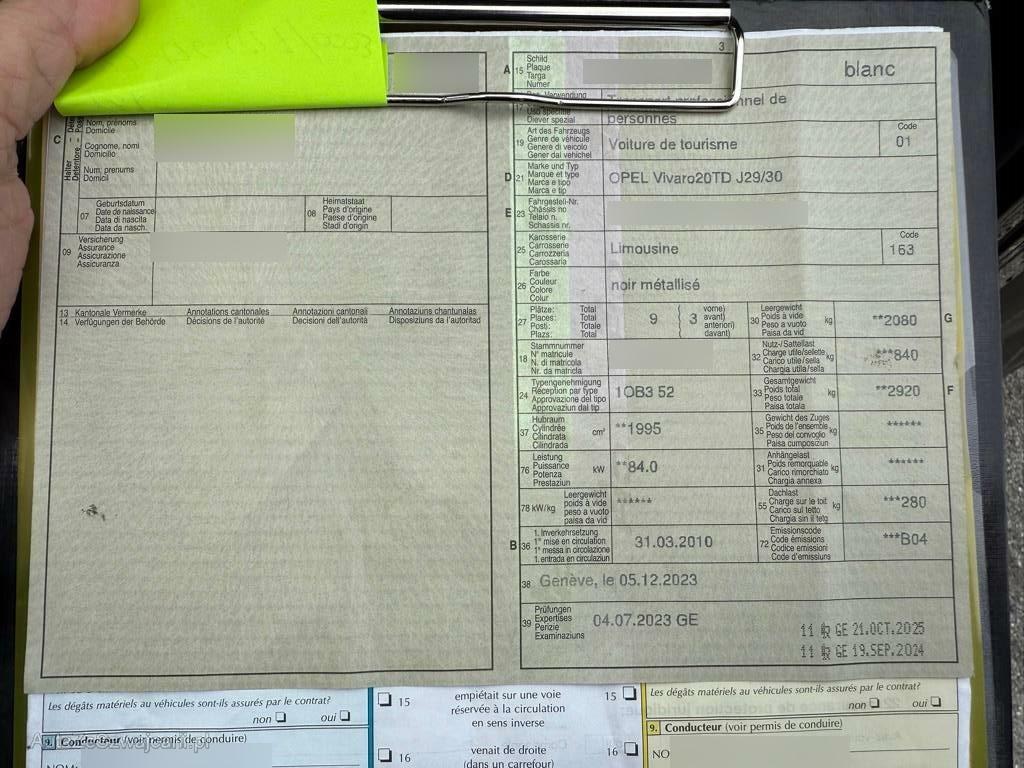 3
A 15 Schild
Plaque
Targa
Numer
blanc
Transport professionnel de
personnes
Diever spezial
C
Nom, prénoms
Domicile
Cognome, nomi
Domicilio
Num, prenums
Domicil
07 Geburtsdatum
Date de naissance
Data di nascita
Data da nasch.
08 Heimatstaat
Pays d'origine
Paese d'origine
Stadi d'origin
09 Versicherung
Assurance
Assicurazione
Assicuranza
13 Kantonale Vermerke Annotations cantonales Annotazioni cantonali Annotaziuns chantunalas
14 Verfügungen der Behörde Décisions de l'autorité Decisioni dell'autorità Disposiziuns da l'autoritad
19 Art des Fahrzeugs
Genre de véhicule
Genere di veicolo
Gener dal vehichel
Voiture de tourisme
Code
01
D 21 Marke und Typ
Marque et type
Marca e tipo
Marca e tip
OPEL Vivaro20TD J29/30
E 23 Fahrgestell-Nr.
Châssis no
Telaio n.
Schassis nr.
25 Karosserie
Carrosserie
Carrozzeria
Carossaria
Limousine
Code
163
26 Farbe
Couleur
Colore
Colur
noir métallisé
27 Plätze: Total
Places: Total
Posti: Totale
Plazs: Total
9 ( 3 vorne)
avant)
anteriori)
davant)
30 Leergewicht
Poids à vide
Peso a vuoto
Paisa da vid
kg
**2080
G
18 Stammnummer
N° matricule
N. di matricola
Nr. da matricla
32 Nutz-/Sattellast
Charge utile/sellette
Carico utile/sella
Chargia utila/sella
kg
***840
24 Typengenehmigung
Réception par type
Approvazione del tipo
Approvaziun dal tip
1OB3 52
33 Gesamtgewicht
Poids total
Peso totale
Paisa totala
kg
**2920
F
37 Hubraum
Cylindrée
Cilindrata
Cilindrada
cm³
**1995
35 Gewicht des Zuges
Poids de l'ensemble
Peso del convoglio
Paisa cumposiziun
kg
******
76 Leistung
Puissance
Potenza
Prestaziun
kW
**84.0
31 Anhängelast
Poids remorquable
Carico rimorchiato
Chargia annexa
kg
******
78 kW/kg Leergewicht
poids à vide
peso a vuoto
paisa da vid
******
55 Dachlast
Charge sur le toit
Carico sul tetto
Chargia sin il tetg
kg
***280
B 36 1. Inverkehrsetzung
1re mise en circulation
1a messa in circolazione
1. entrada en circulaziun
31.03.2010
72 Emissionscode
Code émissions
Codice emissioni
Code d'emissiuns
***B04
38 Genève, le 05.12.2023
39 Prüfungen
Expertises
Perizie
Examinaziuns
04.07.2023 GE
11 GE 21.OCT.2025
11 GE 19.SEP.2024
Les dégâts matériels au véhicules sont-ils assurés par le contrat?
non oui
9. Conducteur (voir permis de conduire)
NOM:
15 empiétait sur une voie 15
réservée à la circulation
en sens inverse
16 venait de droite 16
(dans un carrefour)
Les dégâts matériels au véhicules sont-ils assurés par le contrat?
non oui
9. Conducteur (voir permis de conduire)
NO